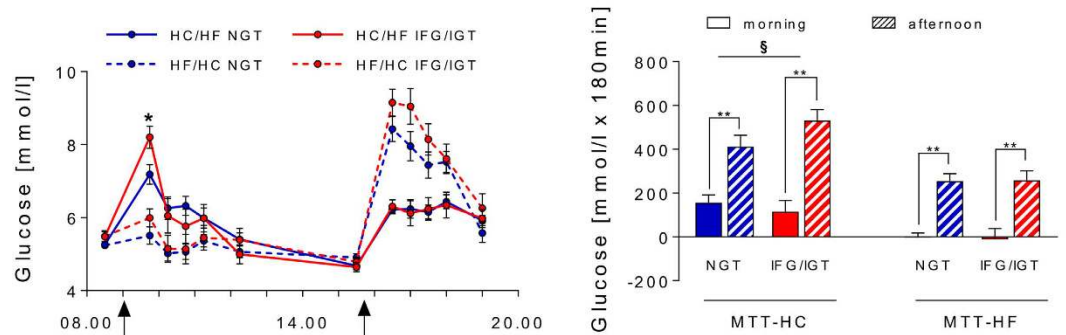 HC/HF NGT
HC/HF IFG/IGT
HF/HC NGT
HF/HC IFG/IGT
Glucose [mmol/l]
10
8
6
4
*
08.00
14.00
20.00
morning
afternoon
Glucose [mmol/l x 180min]
800
600
400
200
0
-200
§
**
**
**
**
NGT
IFG/IGT
NGT
IFG/IGT
MTT-HC
MTT-HF